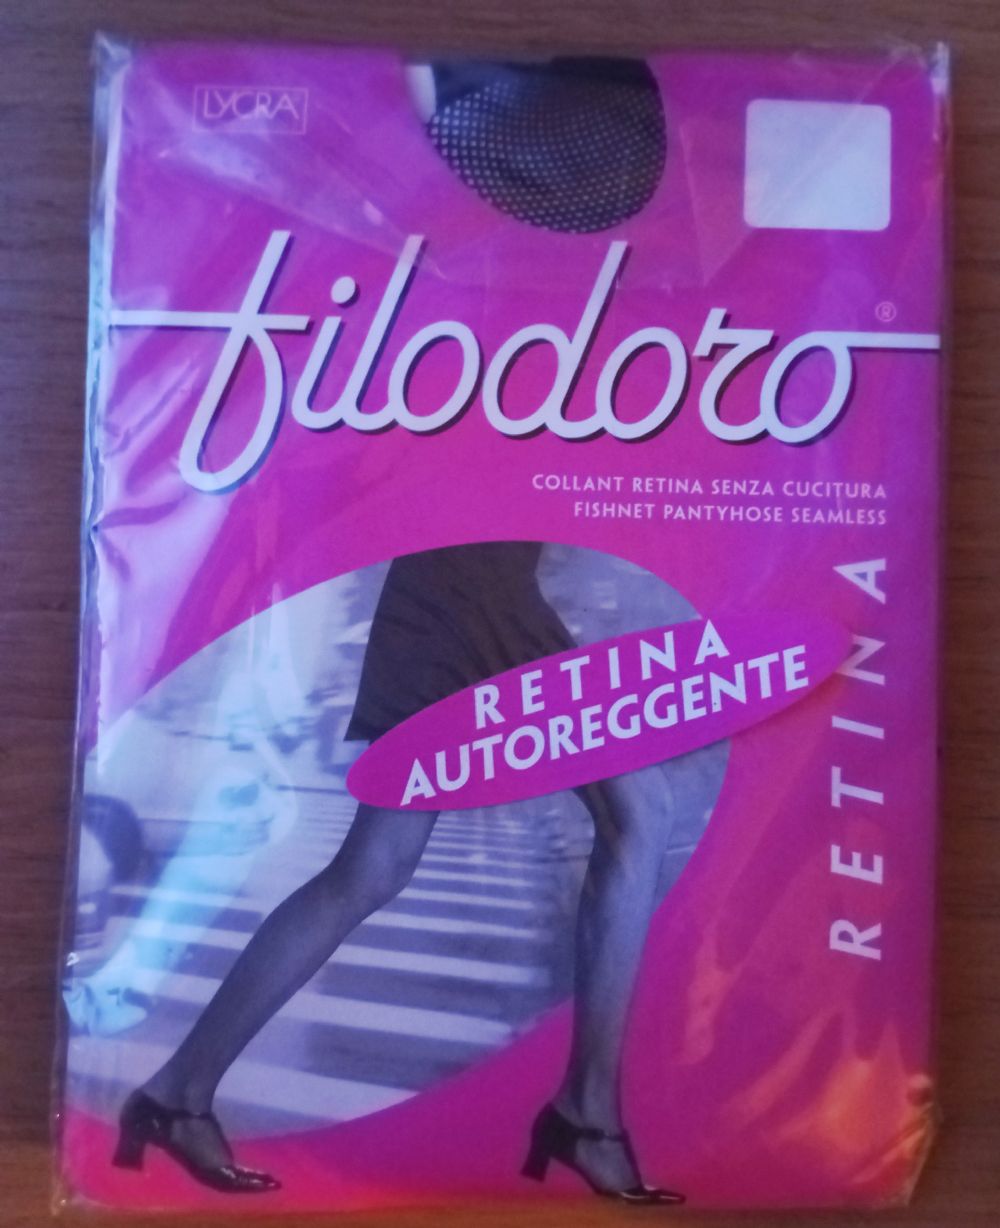 LYCRA
filodoro®
COLLANT RETINA SENZA CUCITURA
FISHNET PANTYHOSE SEAMLESS
RETINA
AUTOREGGENTE
RETINA